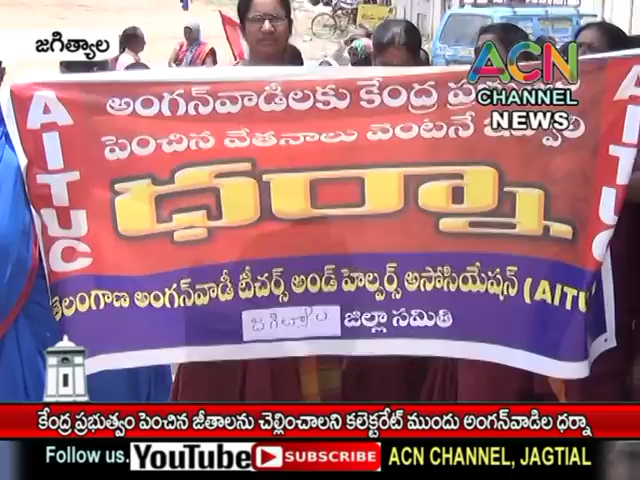 జగిత్యాల
ACN
CHANNEL
NEWS
అంగన్‌వాడీలకు కేంద్ర
పెంచిన వేతనాలు వెంటనే
ధర్నా
AITUC
AITUC
తెలంగాణ అంగన్‌వాడీ టీచర్స్ అండ్ హెల్పర్స్ అసోసియేషన్ (AITU
జగిత్యాల జిల్లా సమితి
కేంద్ర ప్రభుత్వం పెంచిన జీతాలను చెల్లించాలని కలెక్టరేట్ ముందు అంగన్‌వాడిల ధర్నా
Follow us. YouTube SUBSCRIBE ACN CHANNEL, JAGTIAL